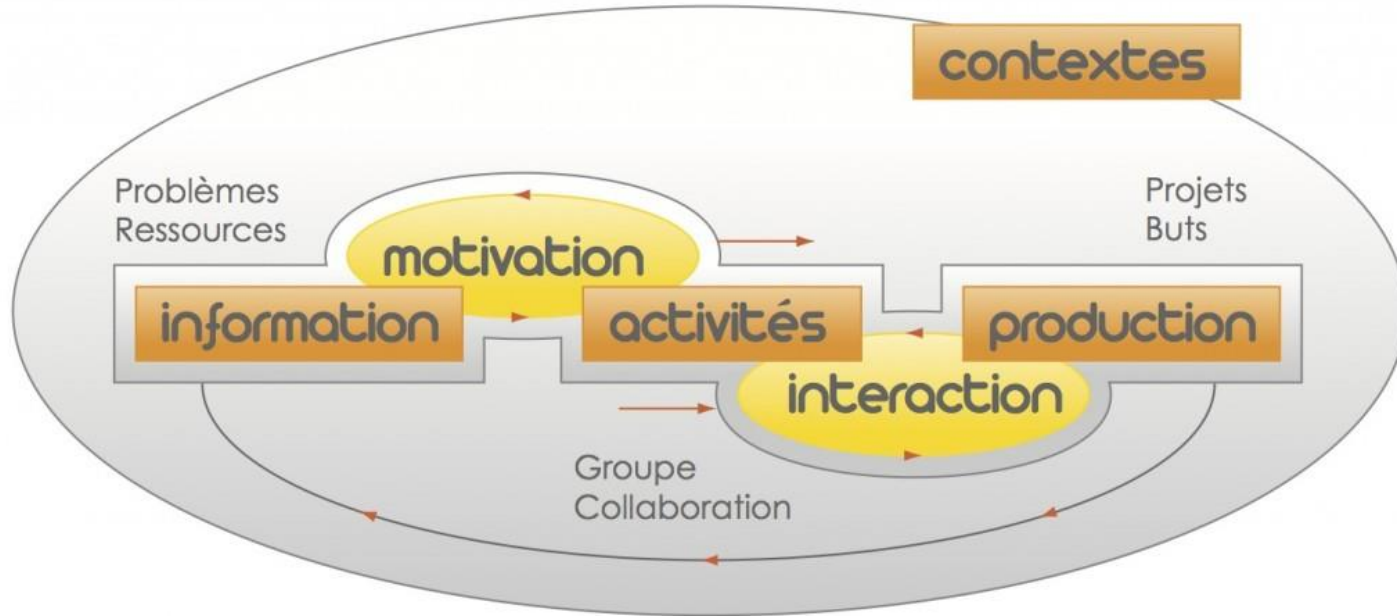 contextes
Problèmes
Ressources
Projets
Buts
motivation
information
activités
production
interaction
Groupe
Collaboration